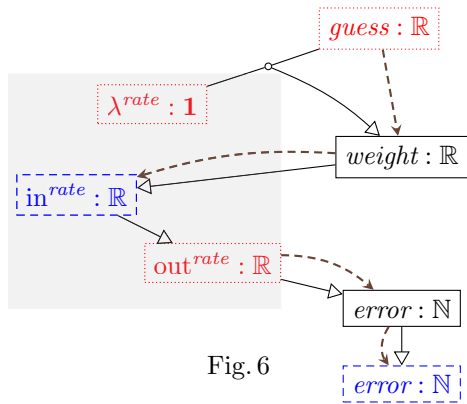 guess : ℝ
λ^rate : 1
weight : ℝ
in^rate : ℝ
out^rate : ℝ
error : ℕ
Fig. 6
error : ℕ